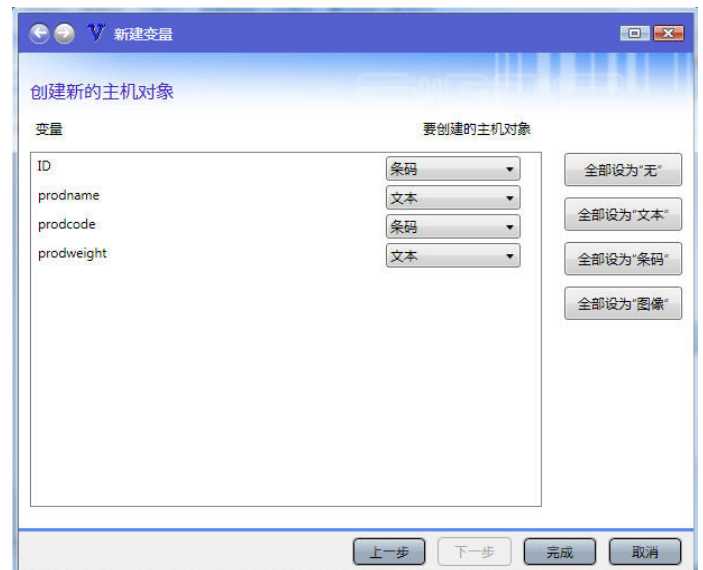 新建变量
创建新的主机对象
变量 要创建的主机对象
ID 条码
prodname 文本
prodcode 条码
prodweight 文本
全部设为"无"
全部设为"文本"
全部设为"条码"
全部设为"图像"
上一步 下一步 完成 取消